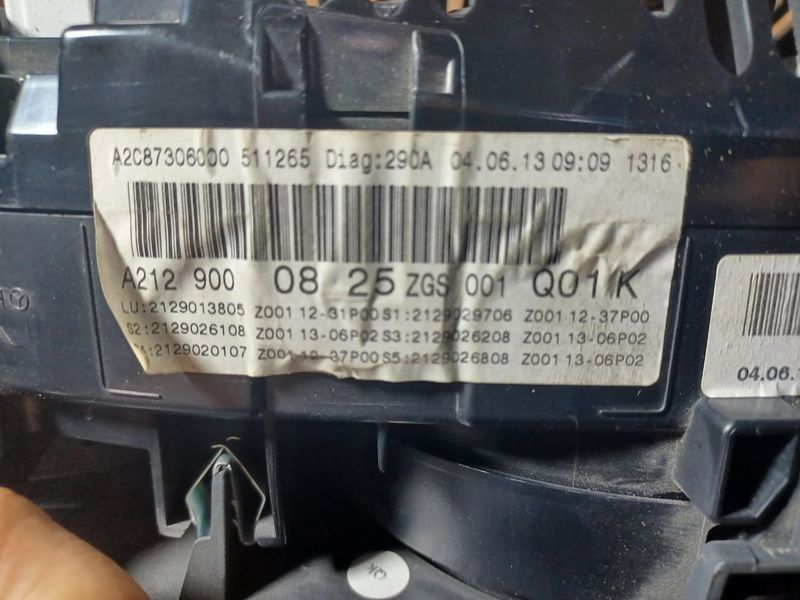 A2C87306000 511265 Diag:290A 04.06.13 09:09 1316
A212 900 08 25 ZGS 001 Q01 K
LU:2129013805 Z001 12-31P00 S1:2129029706 Z001 12-37P00
S2:2129026108 Z001 13-06P02 S3:2129026208 Z001 13-06P02
:2129020107 Z001 12-37P00 S5:2129026808 Z001 13-06P02
04.06.1
OK